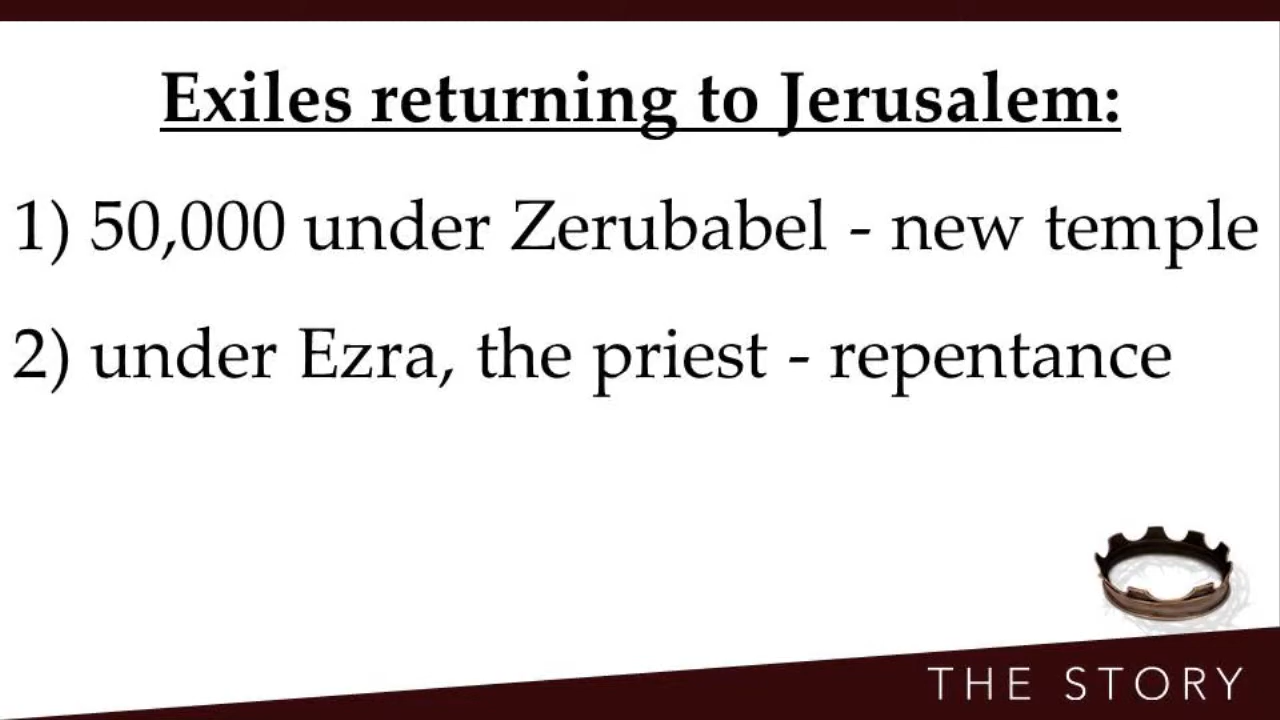 Exiles returning to Jerusalem:
1) 50,000 under Zerubabel - new temple
2) under Ezra, the priest - repentance
THE STORY